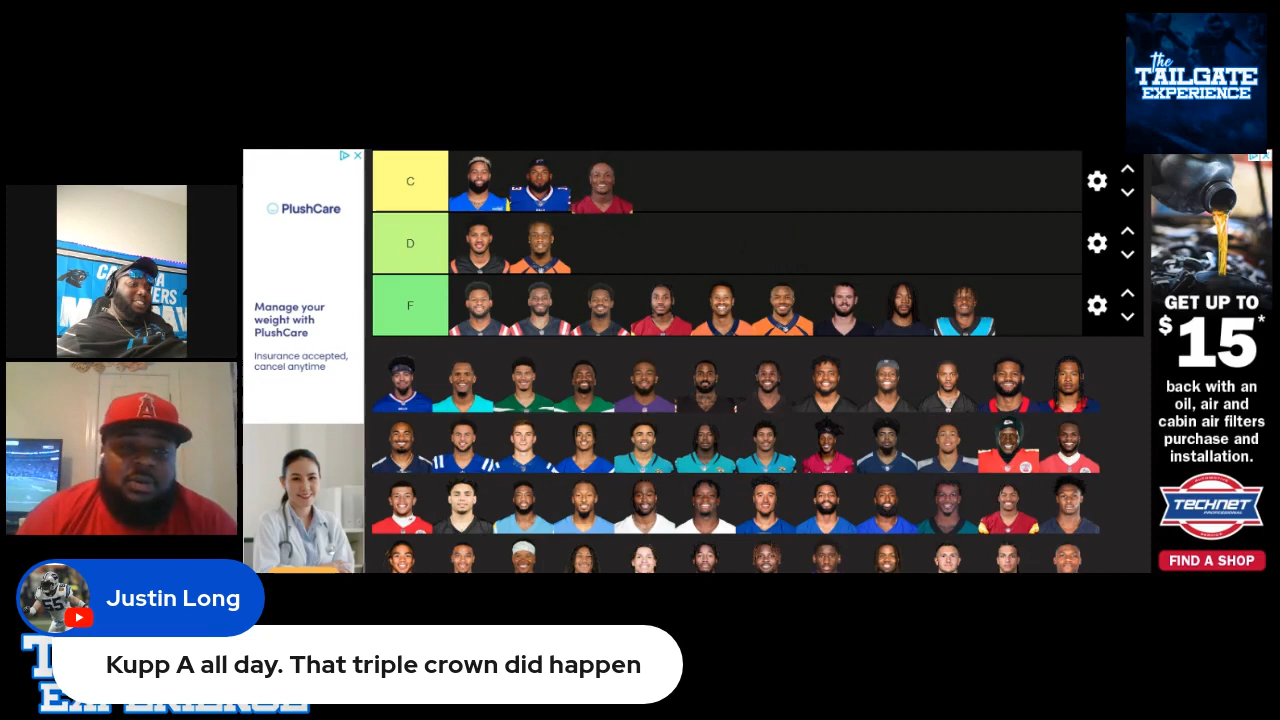 the
TAILGATE
EXPERIENCE
PlushCare
Manage your
weight with
PlushCare
Insurance accepted,
cancel anytime
C
D
F
GET UP TO
$15*
back with an
oil, air and
cabin air filters
purchase and
installation.
TECHNET
PROFESSIONAL
FIND A SHOP
Justin Long
Kupp A all day. That triple crown did happen